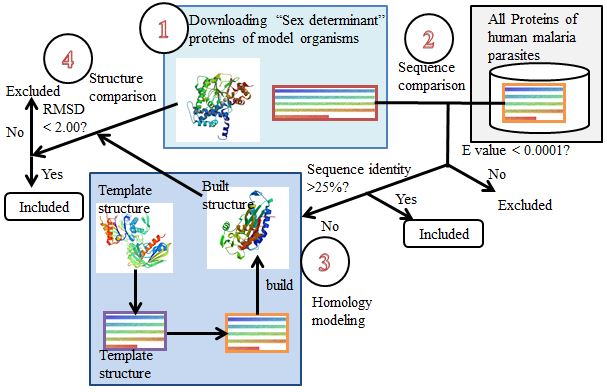 1
Downloading “Sex determinant”
proteins of model organisms
2
Sequence
comparison
All Proteins of
human malaria
parasites
E value < 0.0001?
No
Excluded
Sequence identity
>25%?
Yes
Included
No
3
Homology
modeling
Template
structure
Built
structure
build
Template
structure
4
Structure
comparison
RMSD
< 2.00?
Excluded
No
Yes
Included